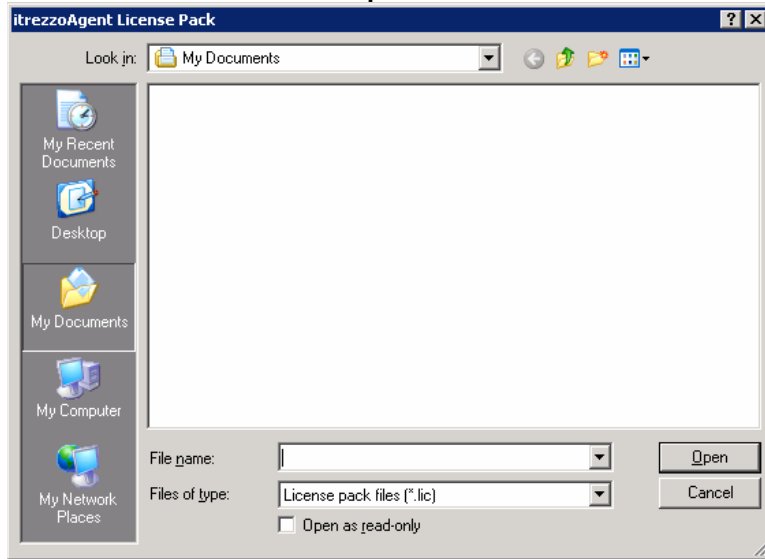 itrezzoAgent License Pack
Look in:
My Documents
My Recent
Documents
Desktop
My Documents
My Computer
My Network
Places
File name:
Open
Files of type:
License pack files (*.lic)
Cancel
Open as read-only